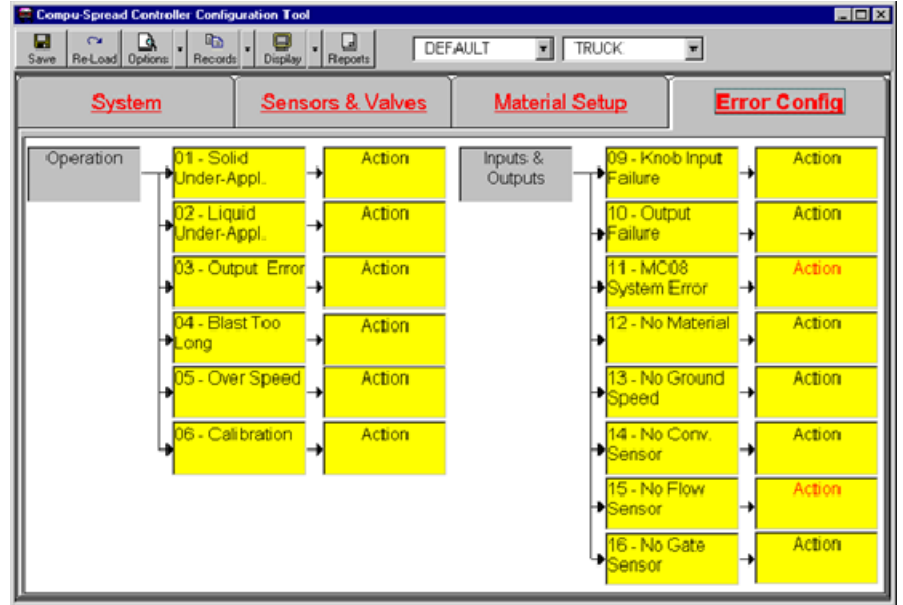 Compu-Spread Controller Configuration Tool
Save Re-Load Options Records Display Reports DEFAULT TRUCK
System Sensors & Valves Material Setup Error Config
Operation
01 - Solid
Under-Appl.
Action
02 - Liquid
Under-Appl.
Action
03 - Output Error
Action
04 - Blast Too
Long
Action
05 - Over Speed
Action
06 - Calibration
Action
Inputs &
Outputs
09 - Knob Input
Failure
Action
10 - Output
Failure
Action
11 - MC08
System Error
Action
12 - No Material
Action
13 - No Ground
Speed
Action
14 - No Conv.
Sensor
Action
15 - No Flow
Sensor
Action
16 - No Gate
Sensor
Action